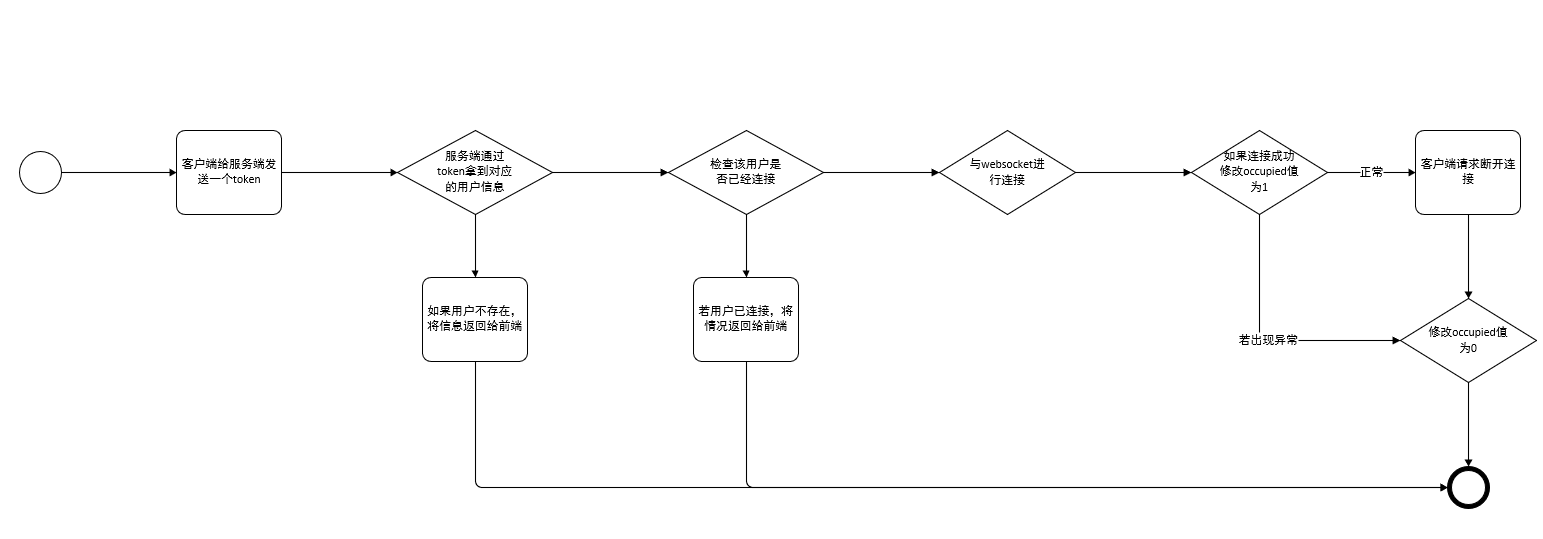 客户端给服务端发
送一个token
服务端通过
token拿到对应
的用户信息
检查该用户是
否已经连接
与websocket进
行连接
如果连接成功
修改occupied值
为1
正常
客户端请求断开连
接
如果用户不存在，
将信息返回给前端
若用户已连接，将
情况返回给前端
若出现异常
修改occupied值
为0